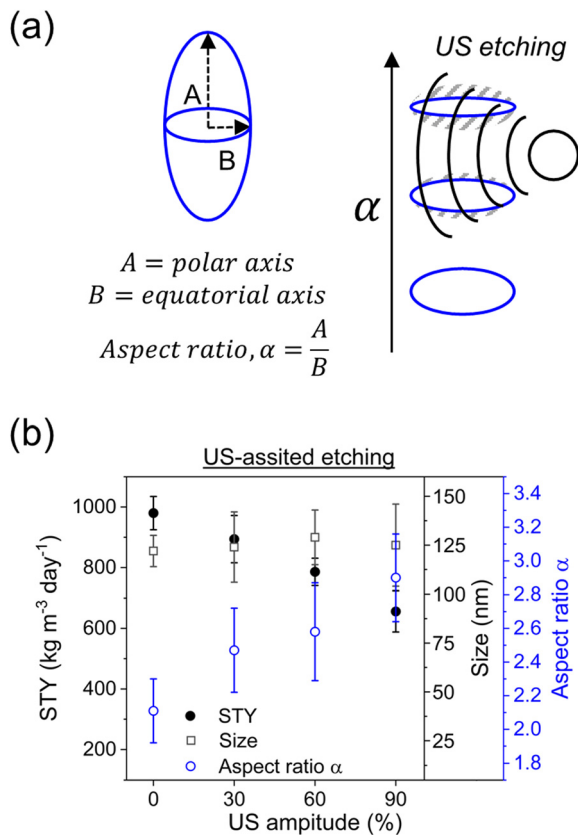 (a)
US etching
A
B
α
A = polar axis
B = equatorial axis
Aspect ratio, α = A/B
(b)
US-assited etching
STY (kg m⁻³ day⁻¹)
1000
800
600
400
200
150
125
100
75
50
25
Size (nm)
3.4
3.2
3.0
2.8
2.6
2.4
2.2
2.0
1.8
Aspect ratio α
STY
Size
Aspect ratio α
0 30 60 90
US ampitude (%)